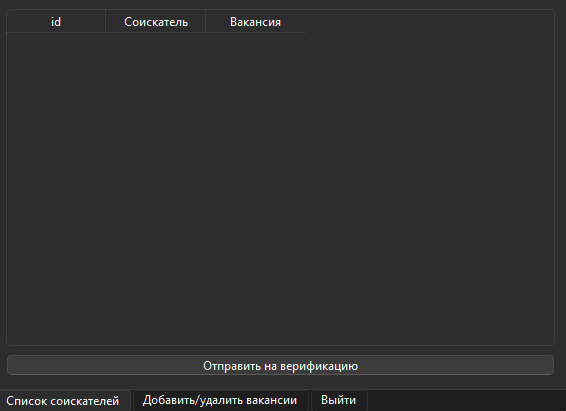 id Соискатель Вакансия
Отправить на верификацию
Список соискателей Добавить/удалить вакансии Выйти